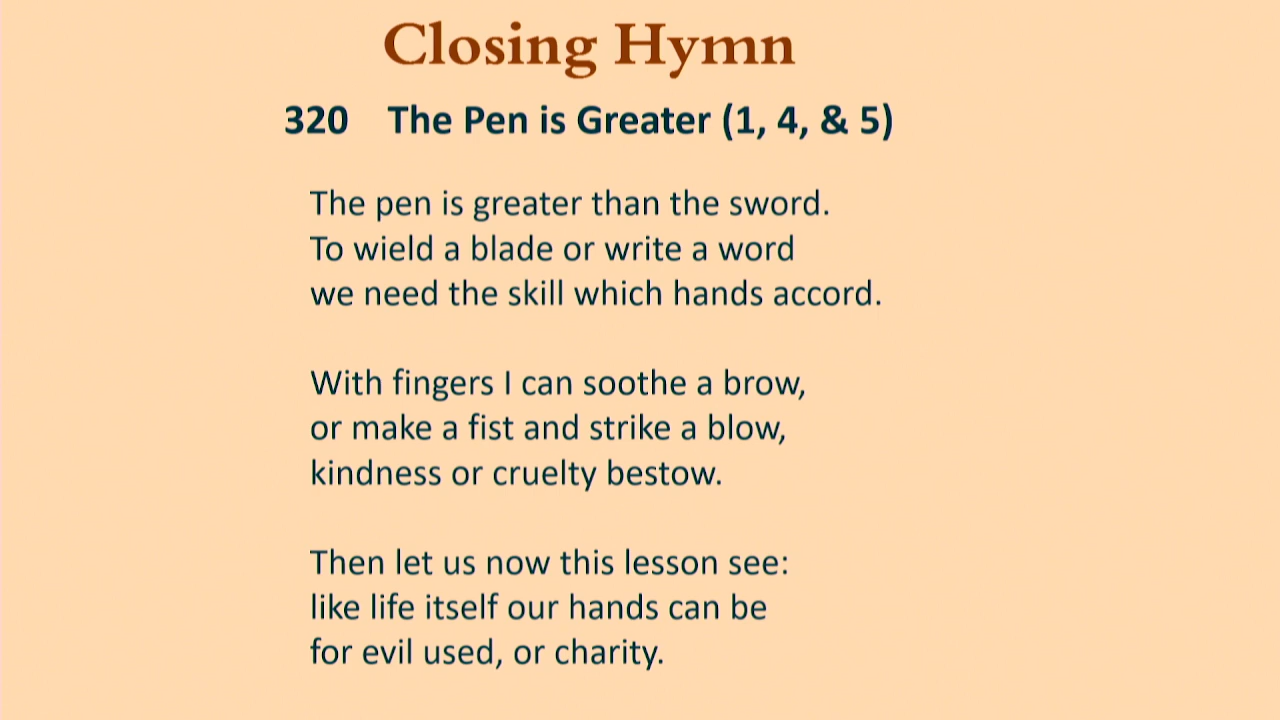 Closing Hymn
320 The Pen is Greater (1, 4, & 5)
The pen is greater than the sword.
To wield a blade or write a word
we need the skill which hands accord.
With fingers I can soothe a brow,
or make a fist and strike a blow,
kindness or cruelty bestow.
Then let us now this lesson see:
like life itself our hands can be
for evil used, or charity.